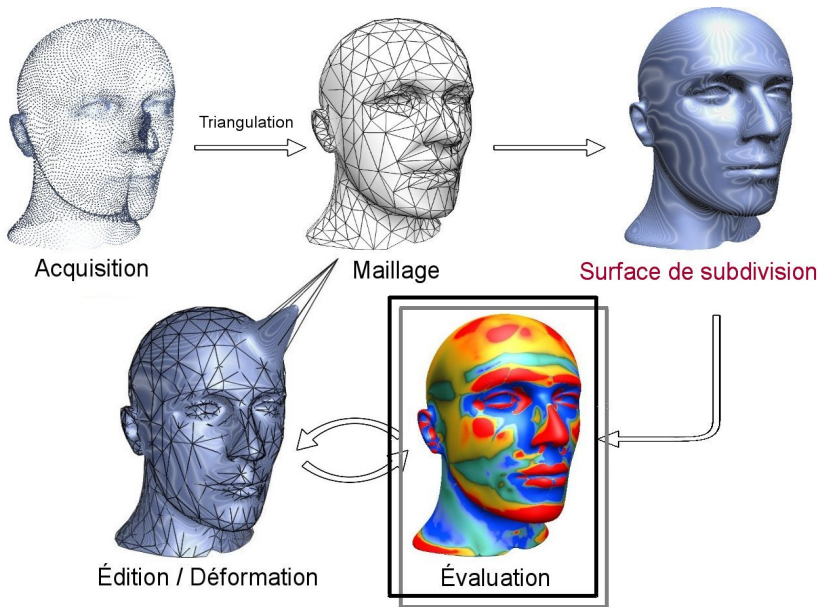 Triangulation
Acquisition
Maillage
Surface de subdivision
Édition / Déformation
Évaluation